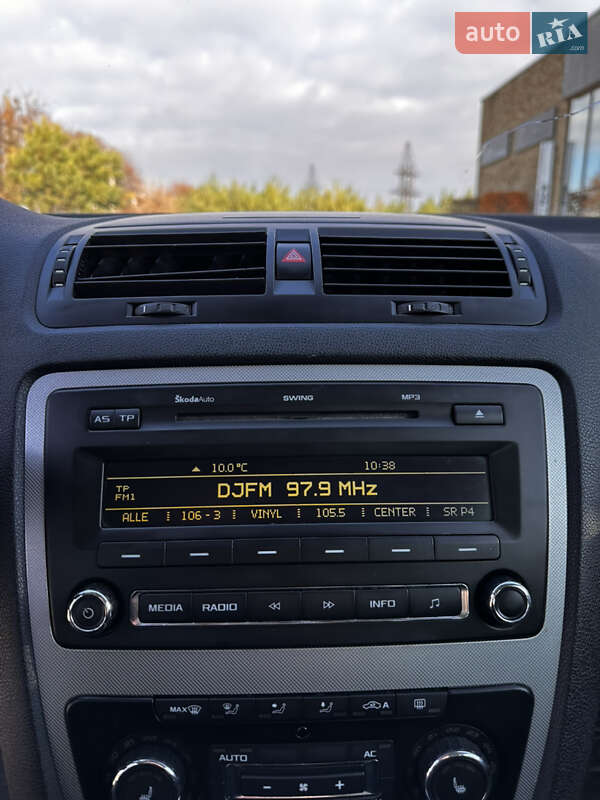 auto RIA .com
ŠkodaAuto SWING MP3
AS TP
10.0°C 10:38
TP
FM1
DJFM 97.9 MHz
ALLE 106-3 VINYL 105.5 CENTER SR P4
MEDIA RADIO INFO
MAX A
AUTO AC
- +